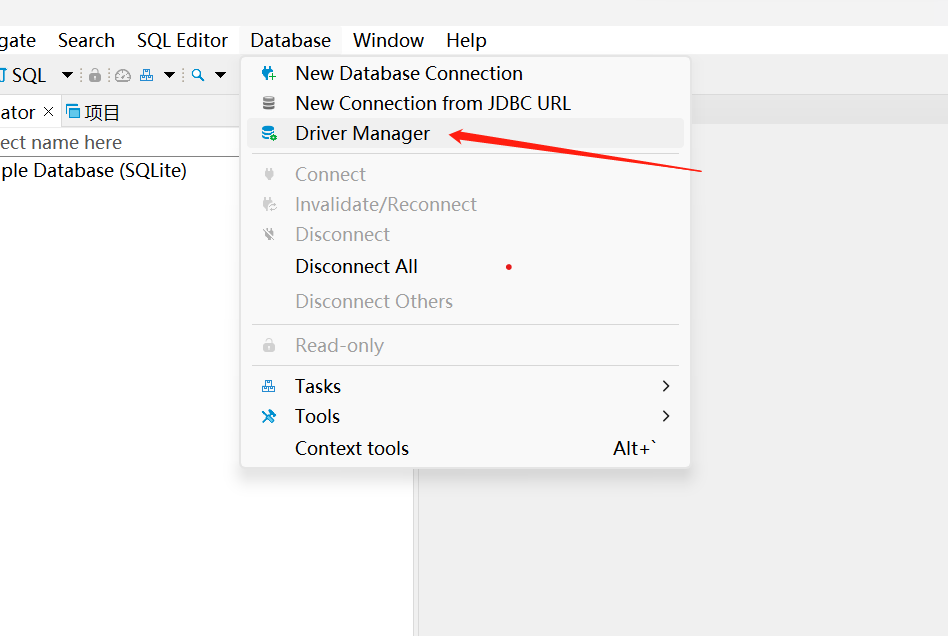 gate Search SQL Editor Database Window Help
SQL
ator 项目
ect name here
ple Database (SQLite)
New Database Connection
New Connection from JDBC URL
Driver Manager
Connect
Invalidate/Reconnect
Disconnect
Disconnect All
Disconnect Others
Read-only
Tasks
Tools
Context tools Alt+`